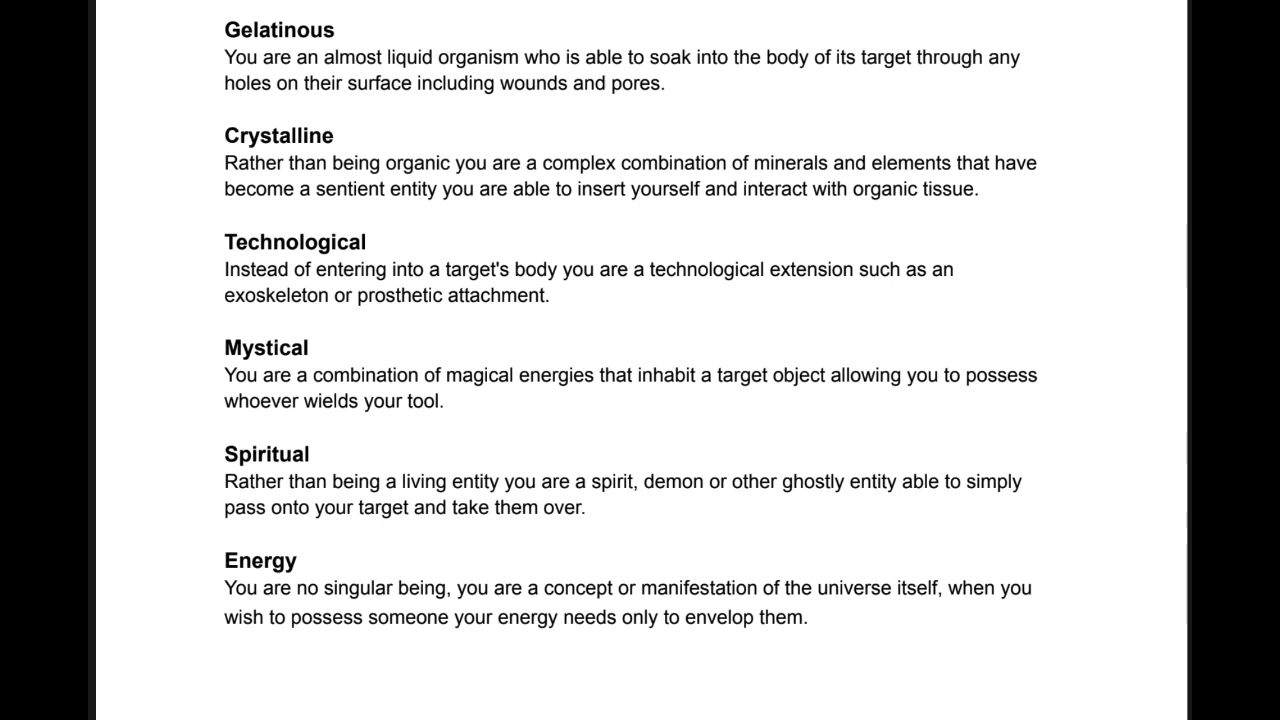 Gelatinous
You are an almost liquid organism who is able to soak into the body of its target through any
holes on their surface including wounds and pores.
Crystalline
Rather than being organic you are a complex combination of minerals and elements that have
become a sentient entity you are able to insert yourself and interact with organic tissue.
Technological
Instead of entering into a target's body you are a technological extension such as an
exoskeleton or prosthetic attachment.
Mystical
You are a combination of magical energies that inhabit a target object allowing you to possess
whoever wields your tool.
Spiritual
Rather than being a living entity you are a spirit, demon or other ghostly entity able to simply
pass onto your target and take them over.
Energy
You are no singular being, you are a concept or manifestation of the universe itself, when you
wish to possess someone your energy needs only to envelop them.